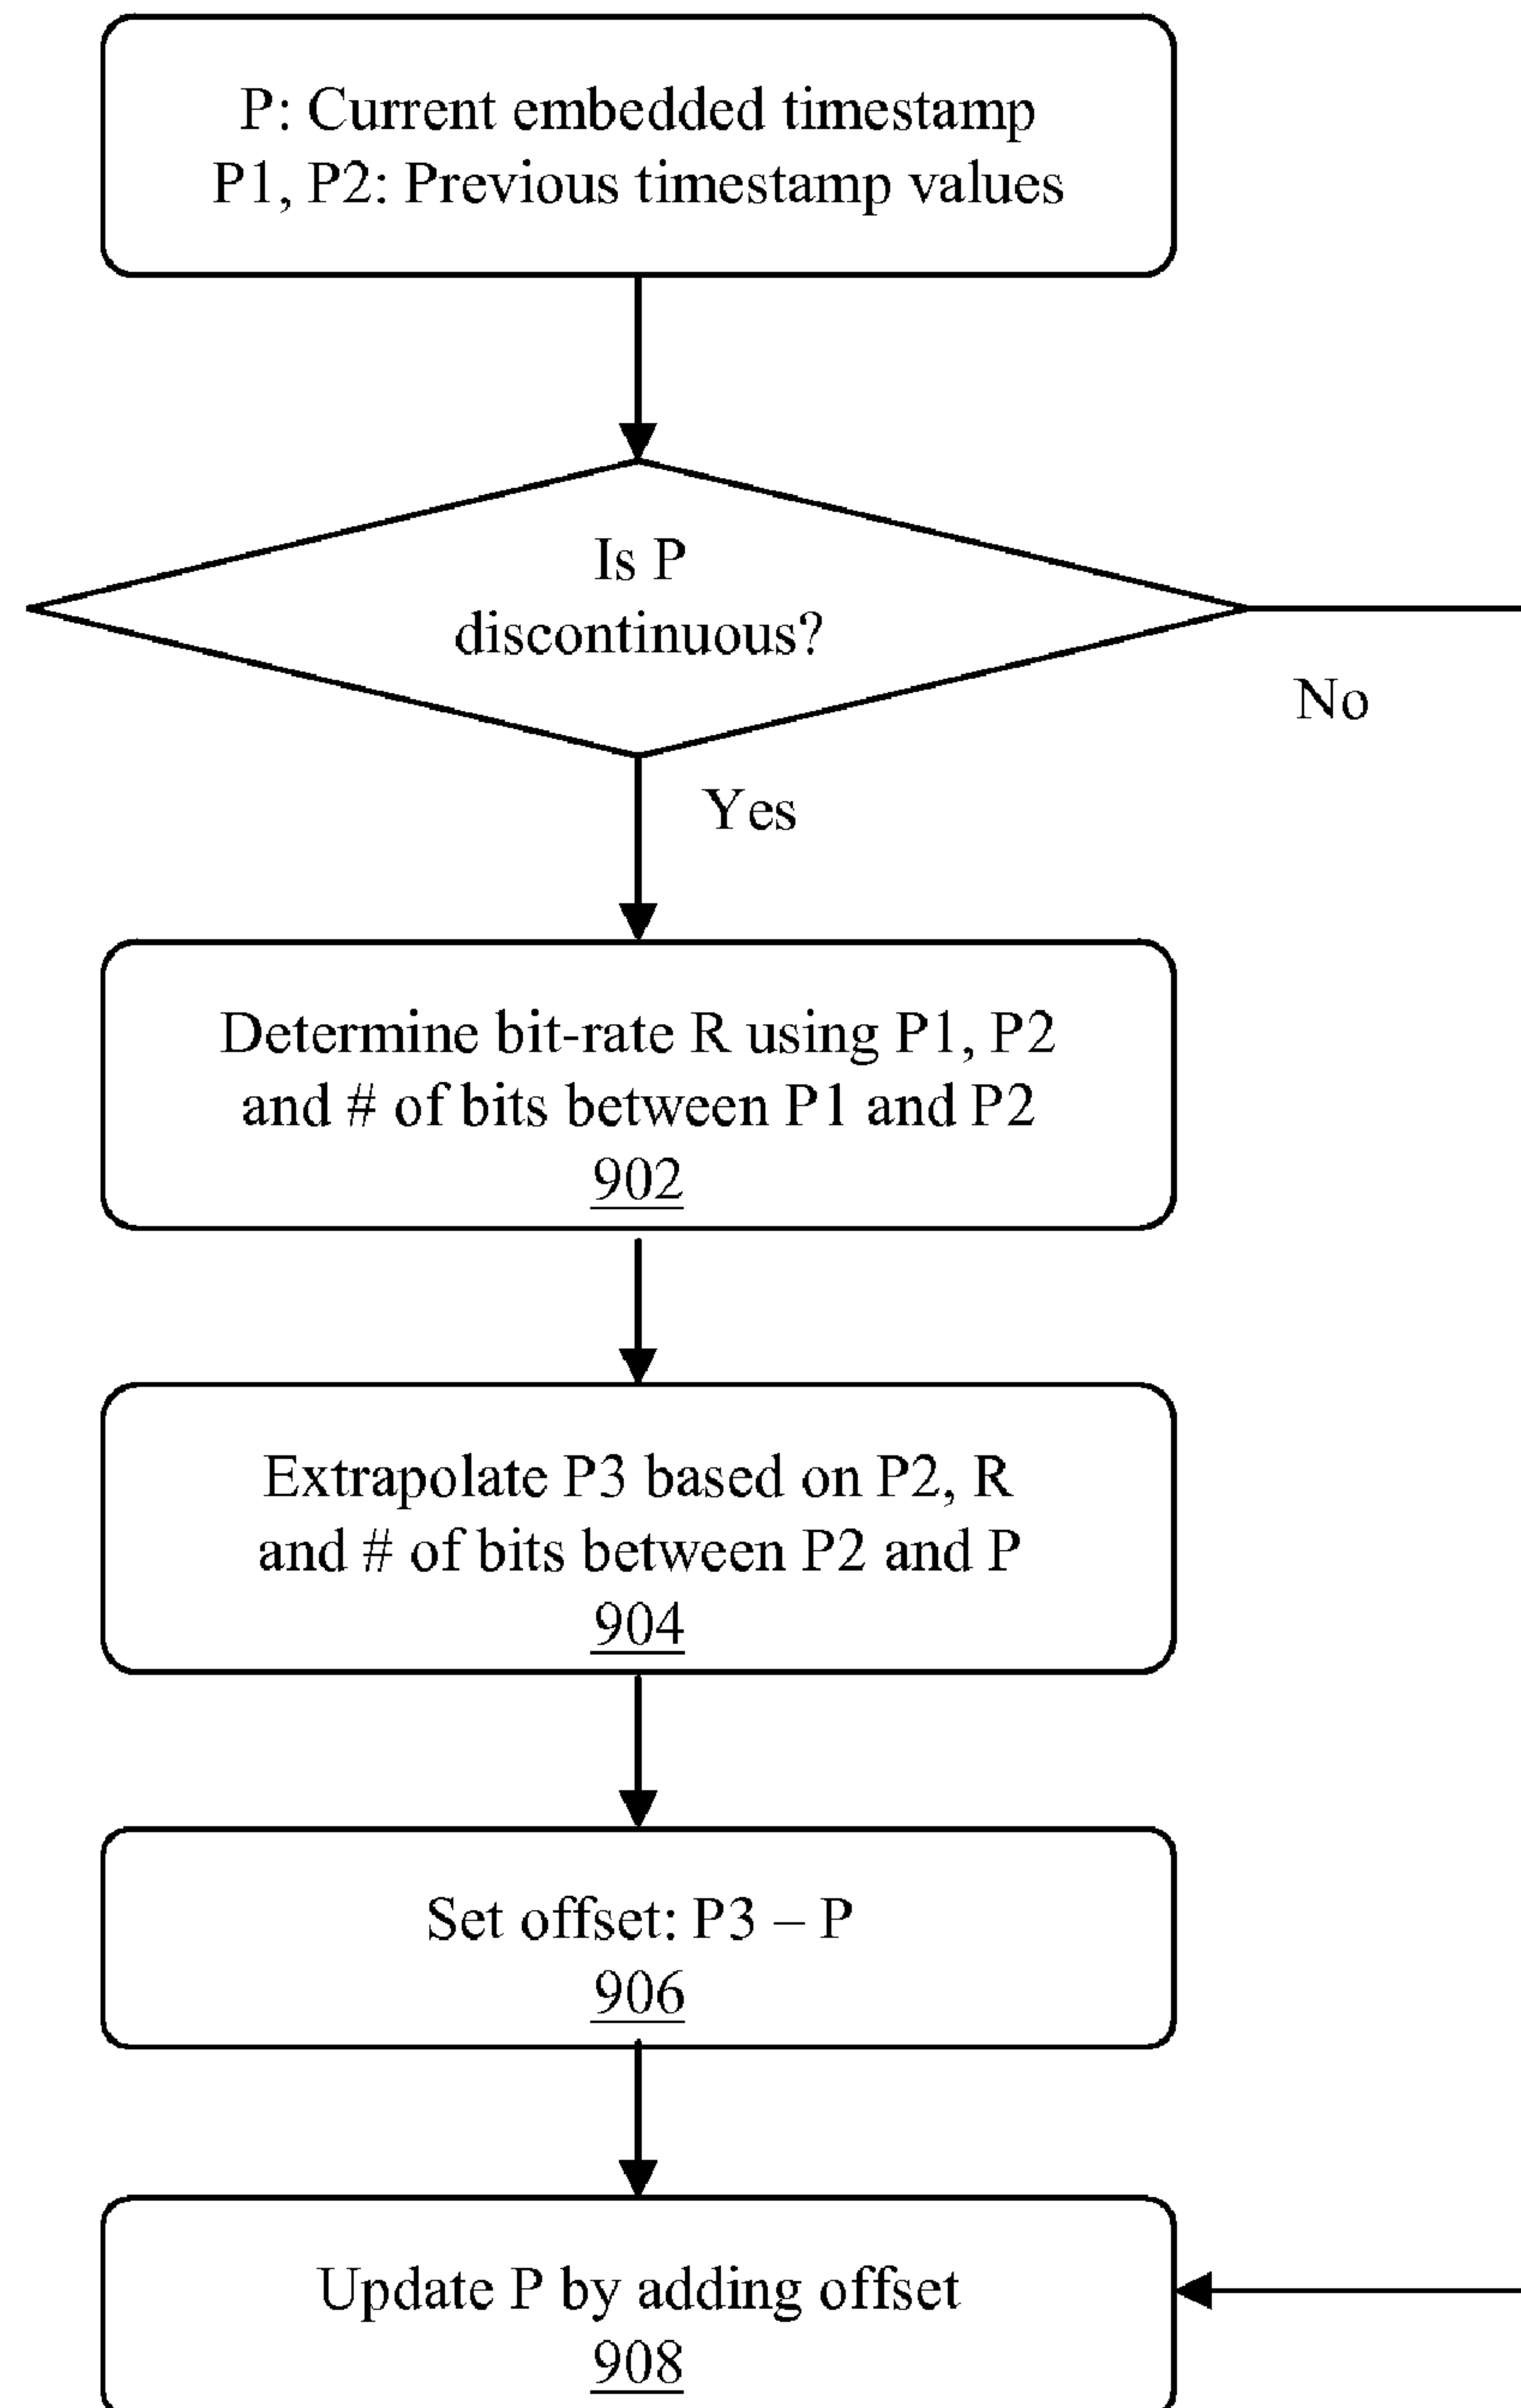 P: Current embedded timestamp
P1, P2: Previous timestamp values
Is P
discontinuous?
No
Yes
Determine bit-rate R using P1, P2
and # of bits between P1 and P2
902
Extrapolate P3 based on P2, R
and # of bits between P2 and P
904
Set offset: P3 – P
906
Update P by adding offset
908